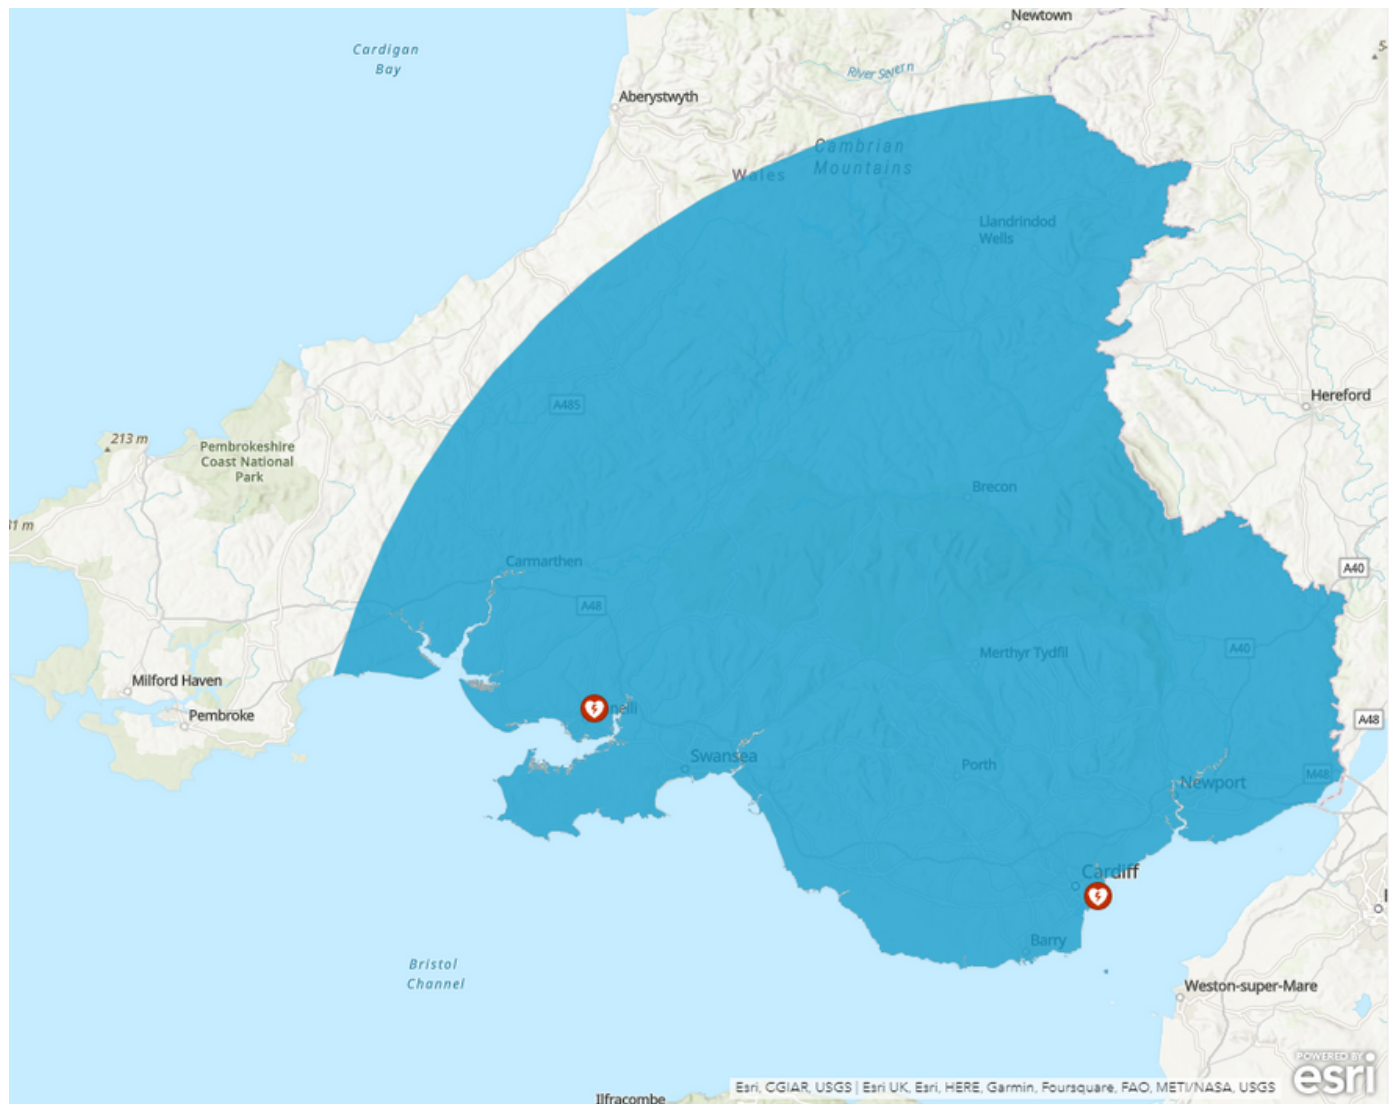 Newtown
Cardigan
Bay
River Severn
Aberystwyth
Cambrian
Mountains
Wales
Llandrindod
Wells
A485
Hereford
213 m
Pembrokeshire
Coast National
Park
Brecon
31 m
Carmarthen
A40
A48
A40
Merthyr Tydfil
Milford Haven
nelli
Pembroke
A48
Swansea
Porth
M48
Newport
Cardiff
Barry
Bristol
Channel
Weston-super-Mare
POWERED BY
esri
Esri, CGIAR, USGS | Esri UK, Esri, HERE, Garmin, Foursquare, FAO, METI/NASA, USGS
Ilfracombe